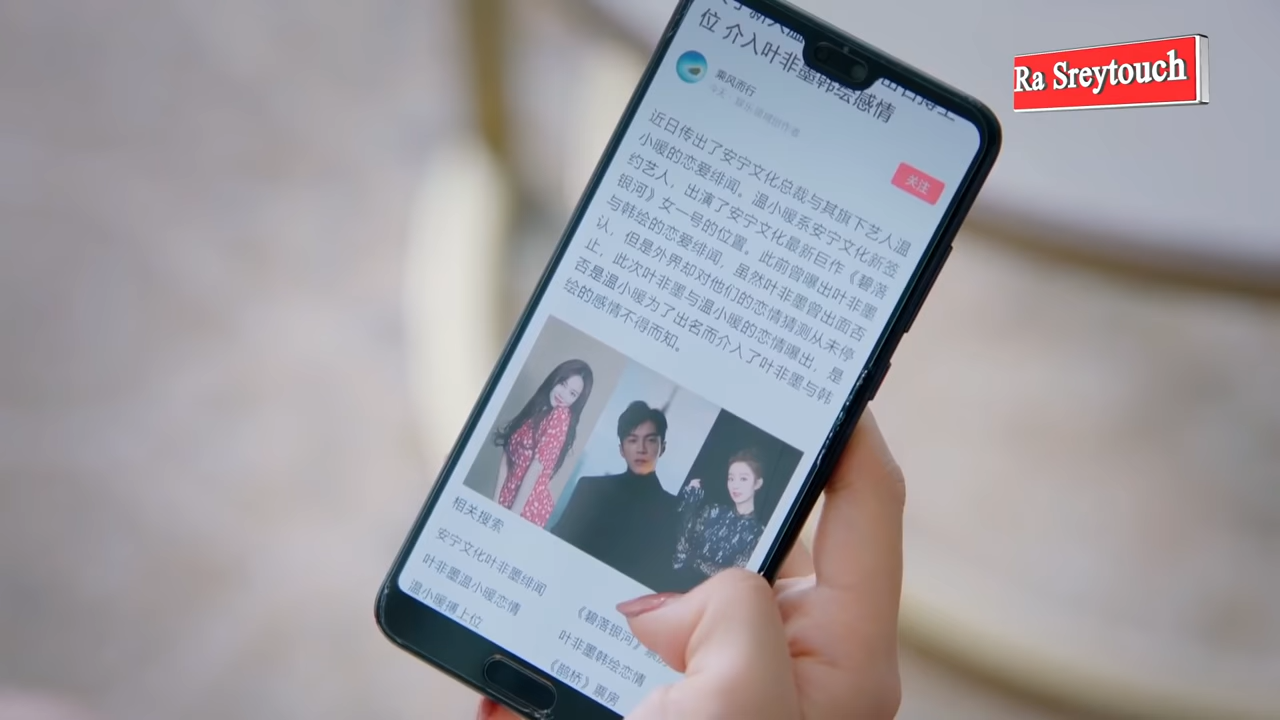 Ra Sreytouch
位 介入叶非墨韩绘感情
乘风而行
关注
近日传出了安宁文化总裁与其旗下艺人温
小暖的恋爱绯闻。温小暖系安宁文化新签
约艺人，出演了安宁文化最新巨作《碧落
银河》女一号的位置。此前曾曝出叶非墨
与韩绘的恋爱绯闻，虽然叶非墨曾出面否
认，但是外界却对他们的恋情猜测从未停
止，此次叶非墨与温小暖的恋情曝出，是
否是温小暖为了出名而介入了叶非墨与韩
绘的感情不得而知。
相关搜索
安宁文化叶非墨绯闻
《碧落银河》票房
叶非墨温小暖恋情
叶非墨韩绘恋情
温小暖搏上位
《鹊桥》票房